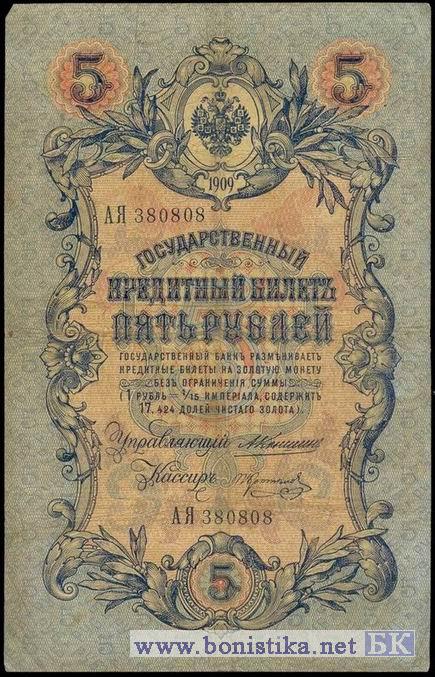 5 5
1909
АЯ 380808
ГОСУДАРСТВЕННЫЙ
КРЕДИТНЫЙ БИЛЕТЪ
ПЯТЬ РУБЛЕЙ
ГОСУДАРСТВЕННЫЙ БАНКЪ РАЗМѢНИВАЕТЪ
КРЕДИТНЫЕ БИЛЕТЫ НА ЗОЛОТУЮ МОНЕТУ
БЕЗЪ ОГРАНИЧЕНІЯ СУММЫ
(1 РУБЛЬ = 1/15 ИМПЕРІАЛА, СОДЕРЖИТЪ
17,424 ДОЛЕЙ ЧИСТАГО ЗОЛОТА).
Управляющій
Кассиръ
АЯ 380808
5
www.bonistika.net БК